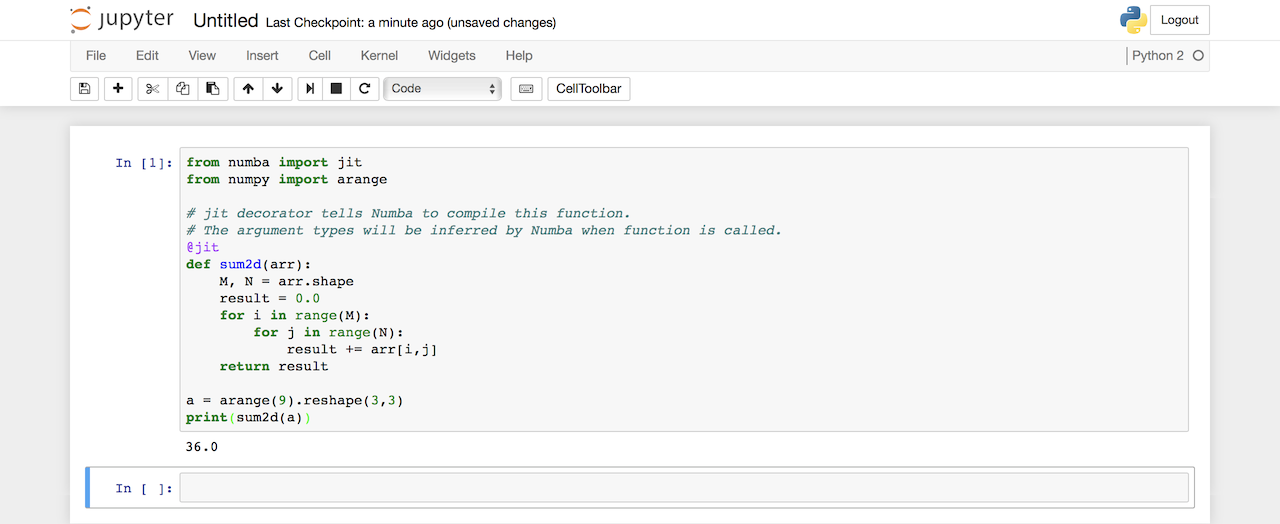 jupyter Untitled Last Checkpoint: a minute ago (unsaved changes) Logout
File Edit View Insert Cell Kernel Widgets Help Python 2
Code CellToolbar
In [1]: from numba import jit
from numpy import arange
# jit decorator tells Numba to compile this function.
# The argument types will be inferred by Numba when function is called.
@jit
def sum2d(arr):
    M, N = arr.shape
    result = 0.0
    for i in range(M):
        for j in range(N):
            result += arr[i,j]
    return result
a = arange(9).reshape(3,3)
print(sum2d(a))
36.0
In [ ]: